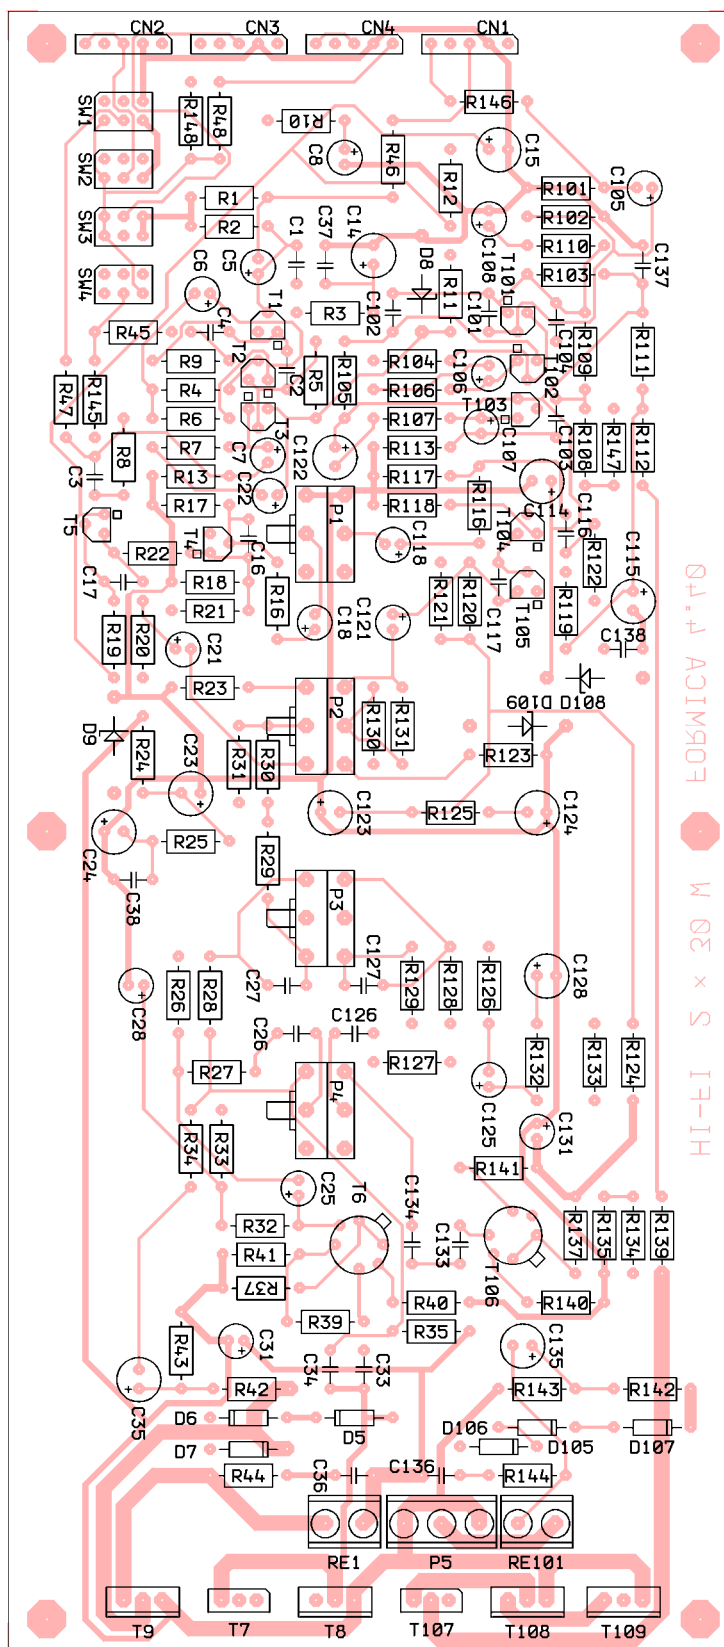 CN2 CN3 CN4 CN1
SW1 R148 R48 R10 C8 R46 C15 R146
SW2 R12 R101 C105
SW3 R1 R102
R2 C1 C37 C14 D8 C108 R110 C137
SW4 C6 C5 R11 T101 R103
R45 C4 T1 R3 C102 C101 C104 R109 R111
R9 T2 R5 R105 R104 C106 T102
R47 R145 R4 C2 R106
R6 T3 R107 T103 C103
R8 R7 C7 C122 R113 C107 R108 R147 R112
C3 R13 C22 R117 C114
R17 P1 R118 R116
T5 R22 T4 C16 C118 T104 C116 R122
C17 R18 R16 R121 R120 C117 T105 C115
R21 C18 C121 R119
R19 R20 C21 C138
FORMICA 4.40
R23 P2 R130 R131 D109 D108
D9 R24 C23 R31 R30 R123
C24 R25 C123 R125 C124
C38 R29 P3
HI-FI 2 × 30 W
C28 R26 R28 C27 C127 R129 R128 R126 C128
C26 C126
R27 P4 R127 C125 R132 R133 R124
R34 R33 C131
C25 T6 C134 R141
R32 C133 T106 R137 R135 R134 R139
R41
R37 R40 R140
R39 R35
R43 C31 C34 C33 C135
C35 R42 R143 R142
D6 D5 D106 D105 D107
D7
R44 C36 C136 R144
RE1 P5 RE101
T9 T7 T8 T107 T108 T109